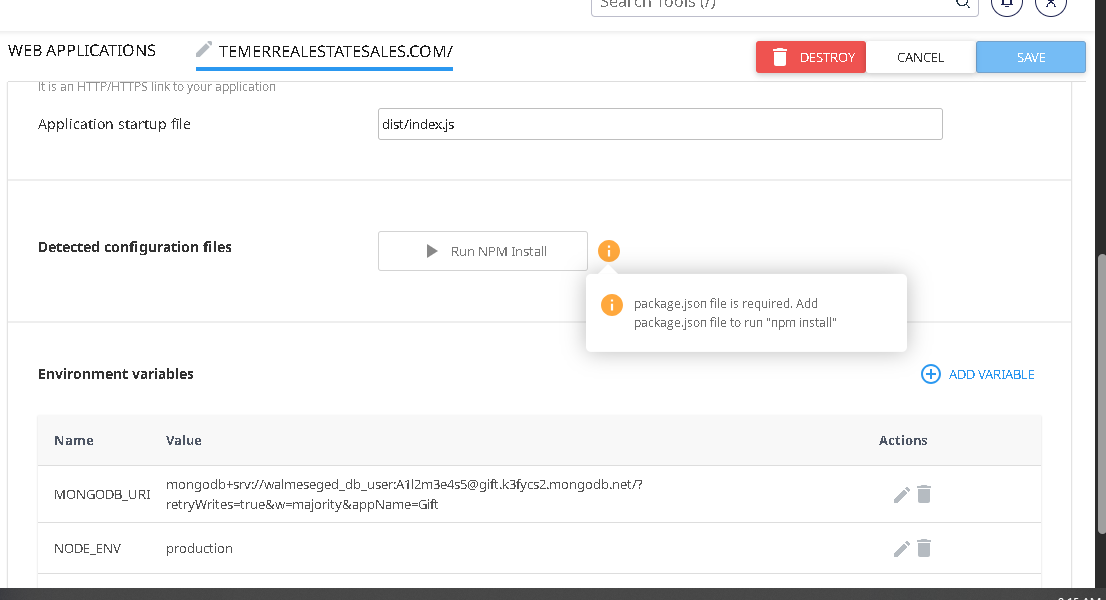 Search Tools (/)
WEB APPLICATIONS
TEMERREALESTATESALES.COM/
DESTROY
CANCEL
SAVE
It is an HTTP/HTTPS link to your application
Application startup file
dist/index.js
Detected configuration files
Run NPM Install
package.json file is required. Add
package.json file to run "npm install"
Environment variables
ADD VARIABLE
Name Value Actions
MONGODB_URI
mongodb+srv://walmeseged_db_user:A1l2m3e4s5@gift.k3fycs2.mongodb.net/?
retryWrites=true&w=majority&appName=Gift
NODE_ENV production